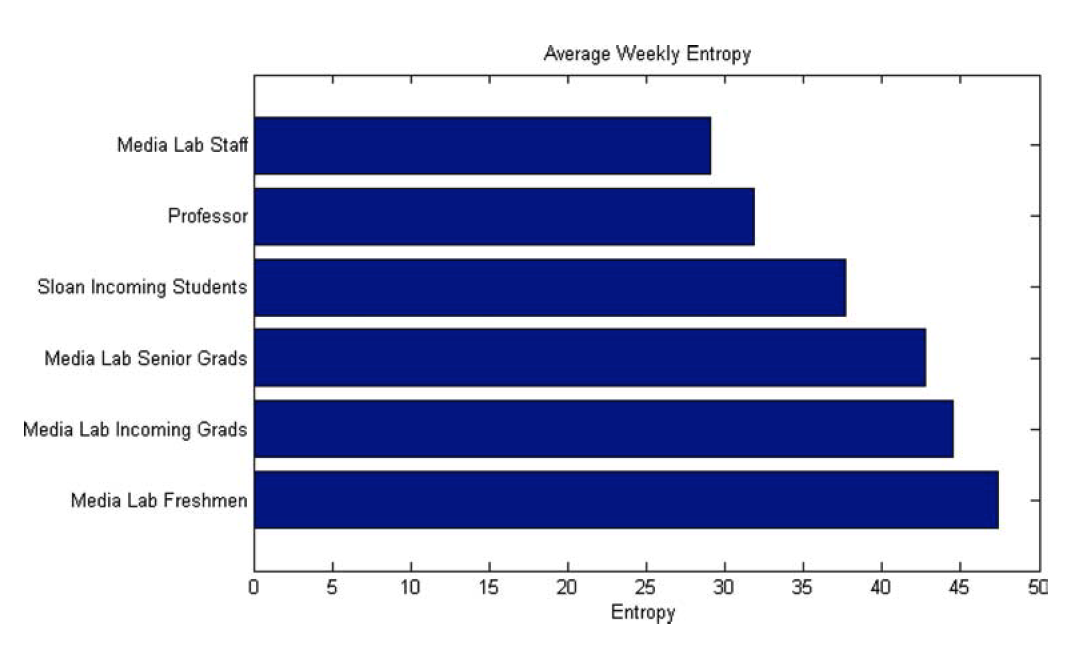 Average Weekly Entropy
Media Lab Staff
Professor
Sloan Incoming Students
Media Lab Senior Grads
Media Lab Incoming Grads
Media Lab Freshmen
0 5 10 15 20 25 30 35 40 45 50
Entropy